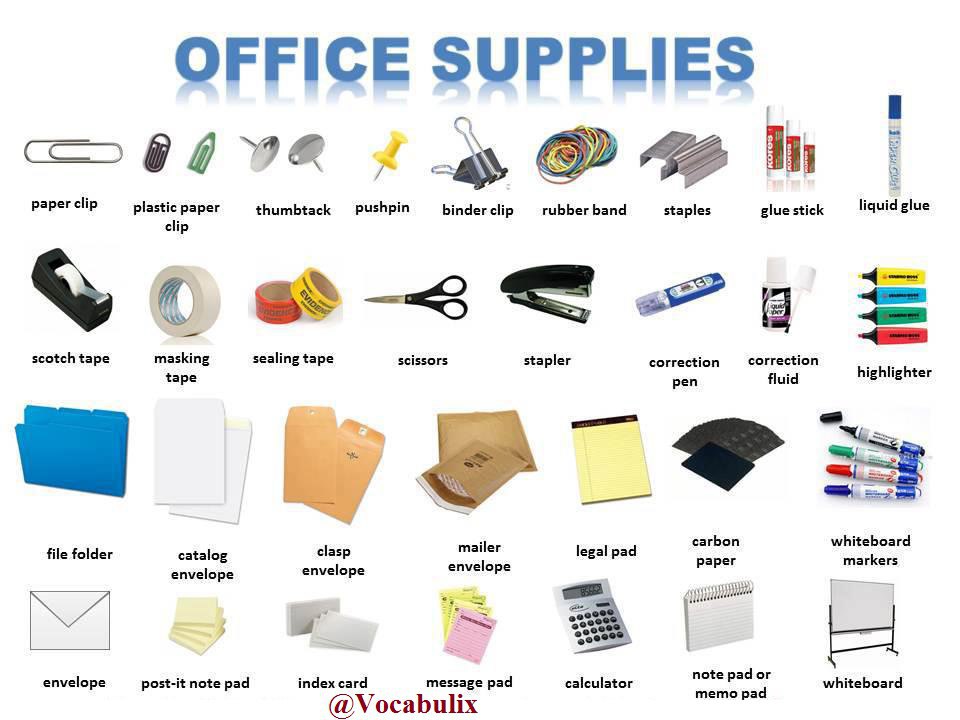 OFFICE SUPPLIES
paper clip
plastic paper
clip
thumbtack
pushpin
binder clip
rubber band
staples
glue stick
liquid glue
scotch tape
masking
tape
sealing tape
scissors
stapler
correction
pen
correction
fluid
highlighter
file folder
catalog
envelope
clasp
envelope
mailer
envelope
legal pad
carbon
paper
whiteboard
markers
envelope
post-it note pad
index card
message pad
calculator
note pad or
memo pad
whiteboard
@Vocabulix